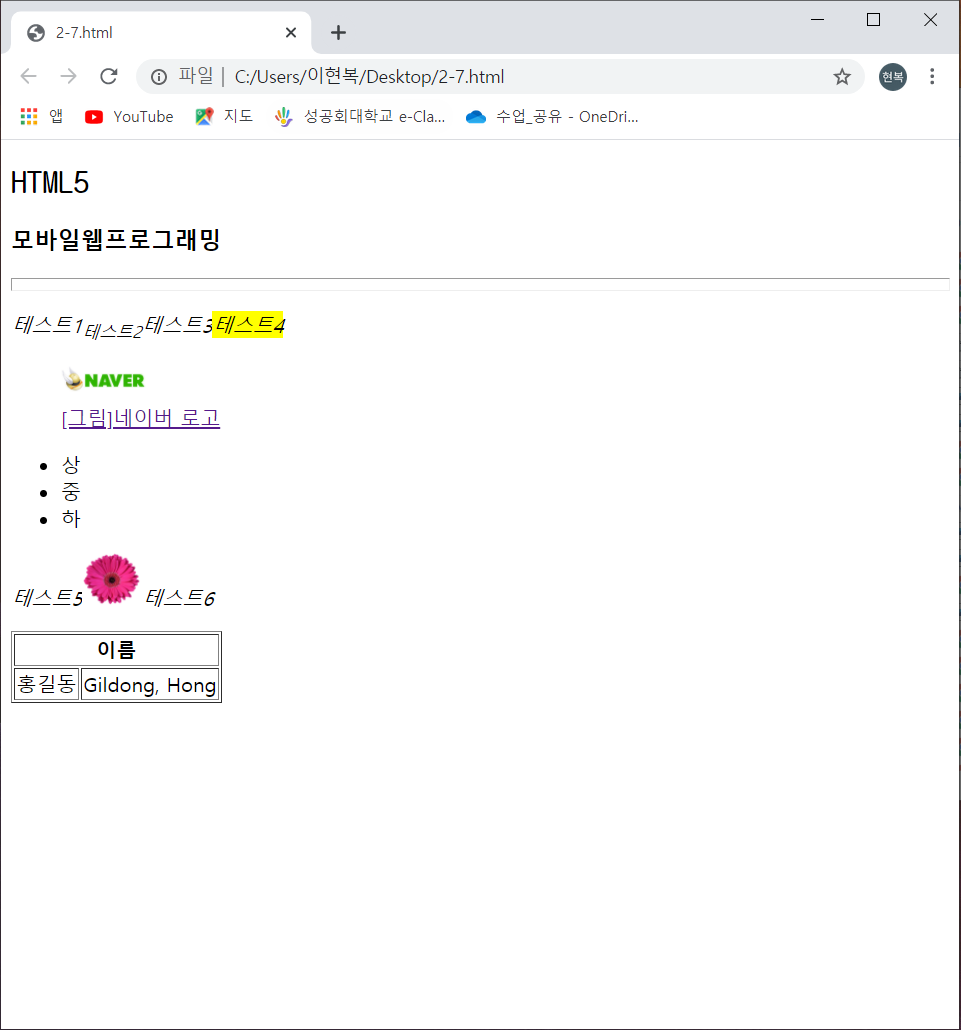 2-7.html
파일 | C:/Users/이현복/Desktop/2-7.html
현복
앱 YouTube 지도 성공회대학교 e-Cla... 수업_공유 - OneDri...
HTML5
모바일웹프로그래밍
테스트1테스트2테스트3테스트4
NAVER
[그림]네이버 로고
상
중
하
테스트5 테스트6
이름
홍길동 Gildong, Hong